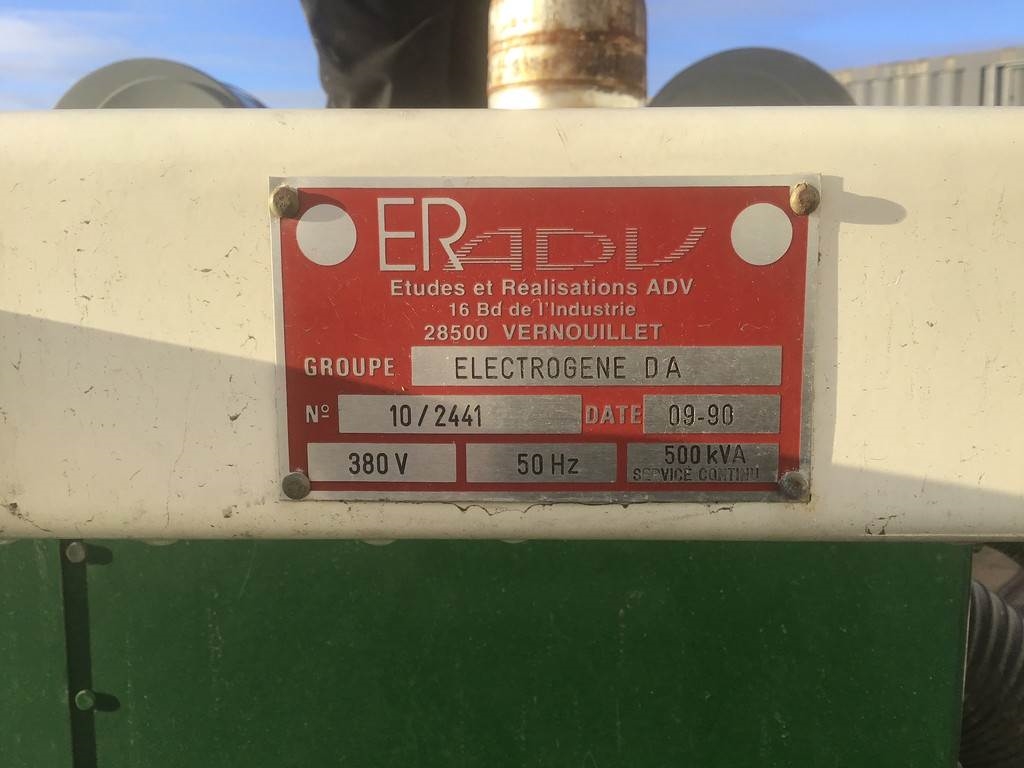 ER ADV
Etudes et Réalisations ADV
16 Bd de l'Industrie
28500 VERNOUILLET
GROUPE ELECTROGENE DA
Nº 10/2441 DATE 09-90
380 V 50 Hz 500 kVA
SERVICE CONTINU